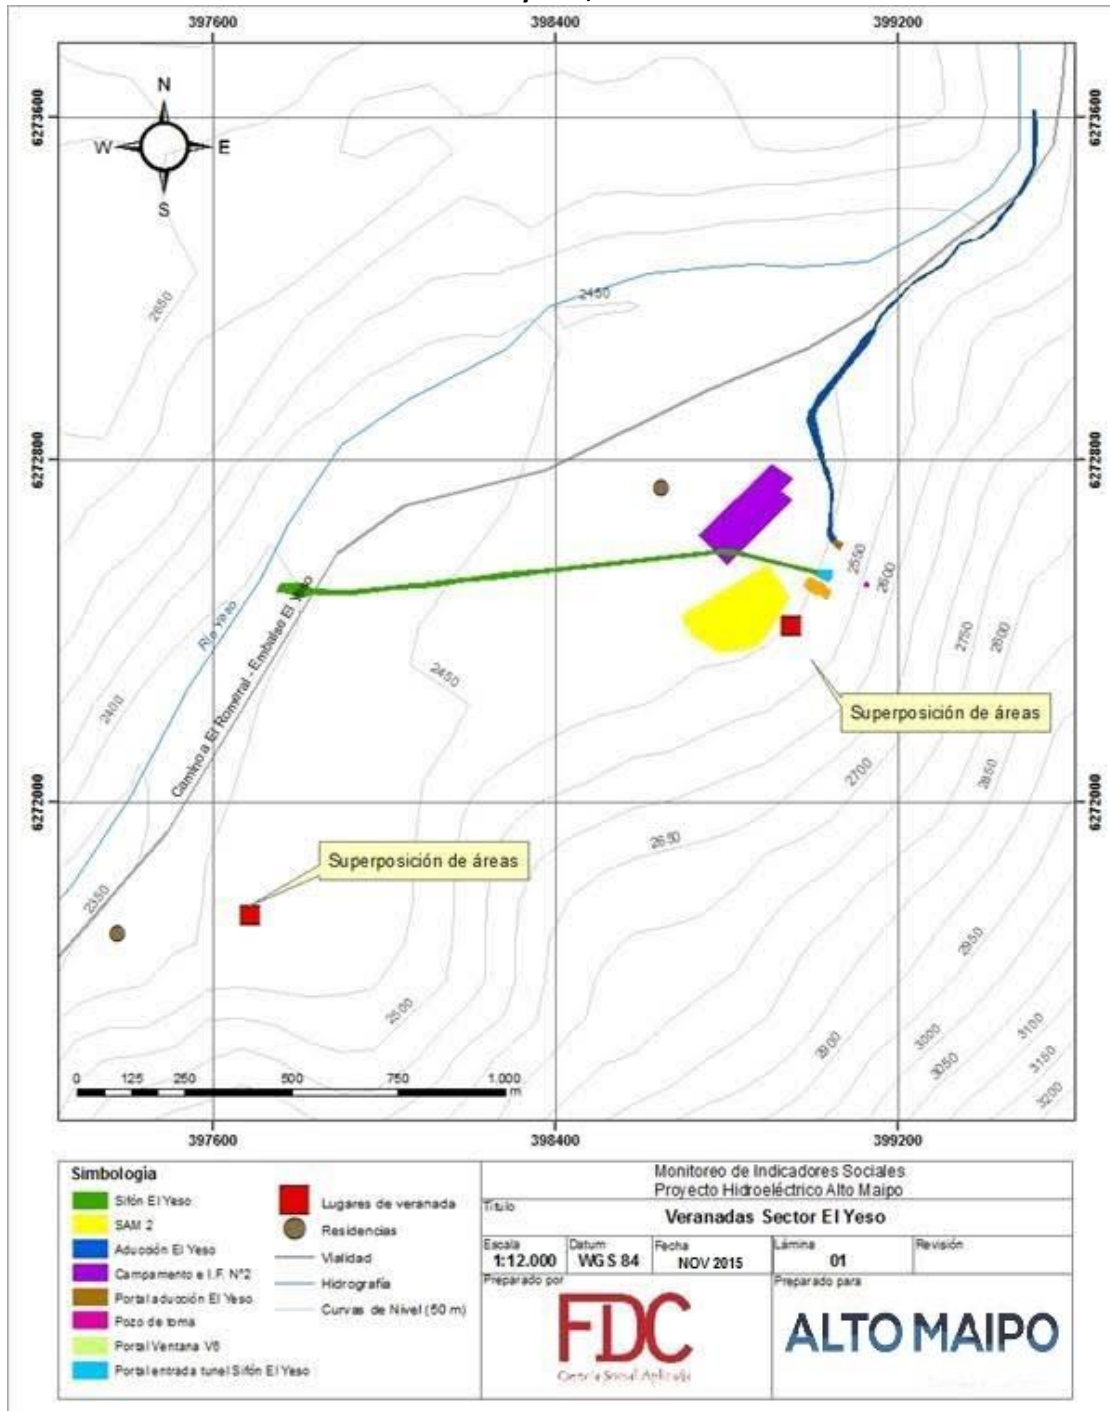 397600 398400 399200
6273600 6273600
N
W E
S
2650
2450
6272800 6272800
2550
2600
Río Yeso
Camino a El Romeral - Embalse El Yeso
2450
2750
2800
2400
Superposición de áreas
2700
2850
6272000 6272000
2650
Superposición de áreas
2350
2950
2500
2900
3000
3050
3100
3150
3200
0 125 250 500 750 1.000
m
397600 398400 399200
Simbología
Sifón El Yeso
SAM 2
Aducción El Yeso
Campamento e I.F. N°2
Portal aducción El Yeso
Pozo de toma
Portal Ventana V6
Portal entrada tunel Sifón El Yeso
Lugares de veranada
Residencias
Vialidad
Hidrografía
Curvas de Nivel (50 m)
Monitoreo de Indicadores Sociales
Proyecto Hidroeléctrico Alto Maipo
Título
Veranadas Sector El Yeso
Escala Datum Fecha Lámina Revisión
1:12.000 WGS 84 NOV 2015 01
Preparado por Preparado para
FDC
Ciencia Social Aplicada
ALTO MAIPO